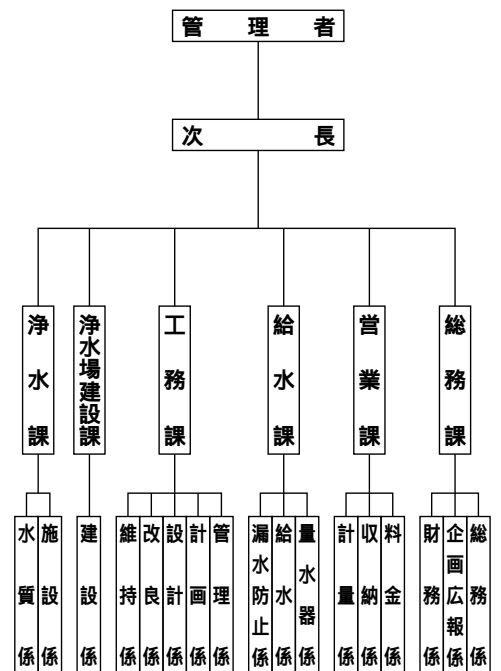 管理者
次長
浄水課
浄水場建設課
工務課
給水課
営業課
総務課
水質係
施設係
建設係
維持係
改良係
設計係
計画係
管理係
漏水防止係
給水係
量水器係
計量係
収納係
料金係
財務係
企画広報係
総務係